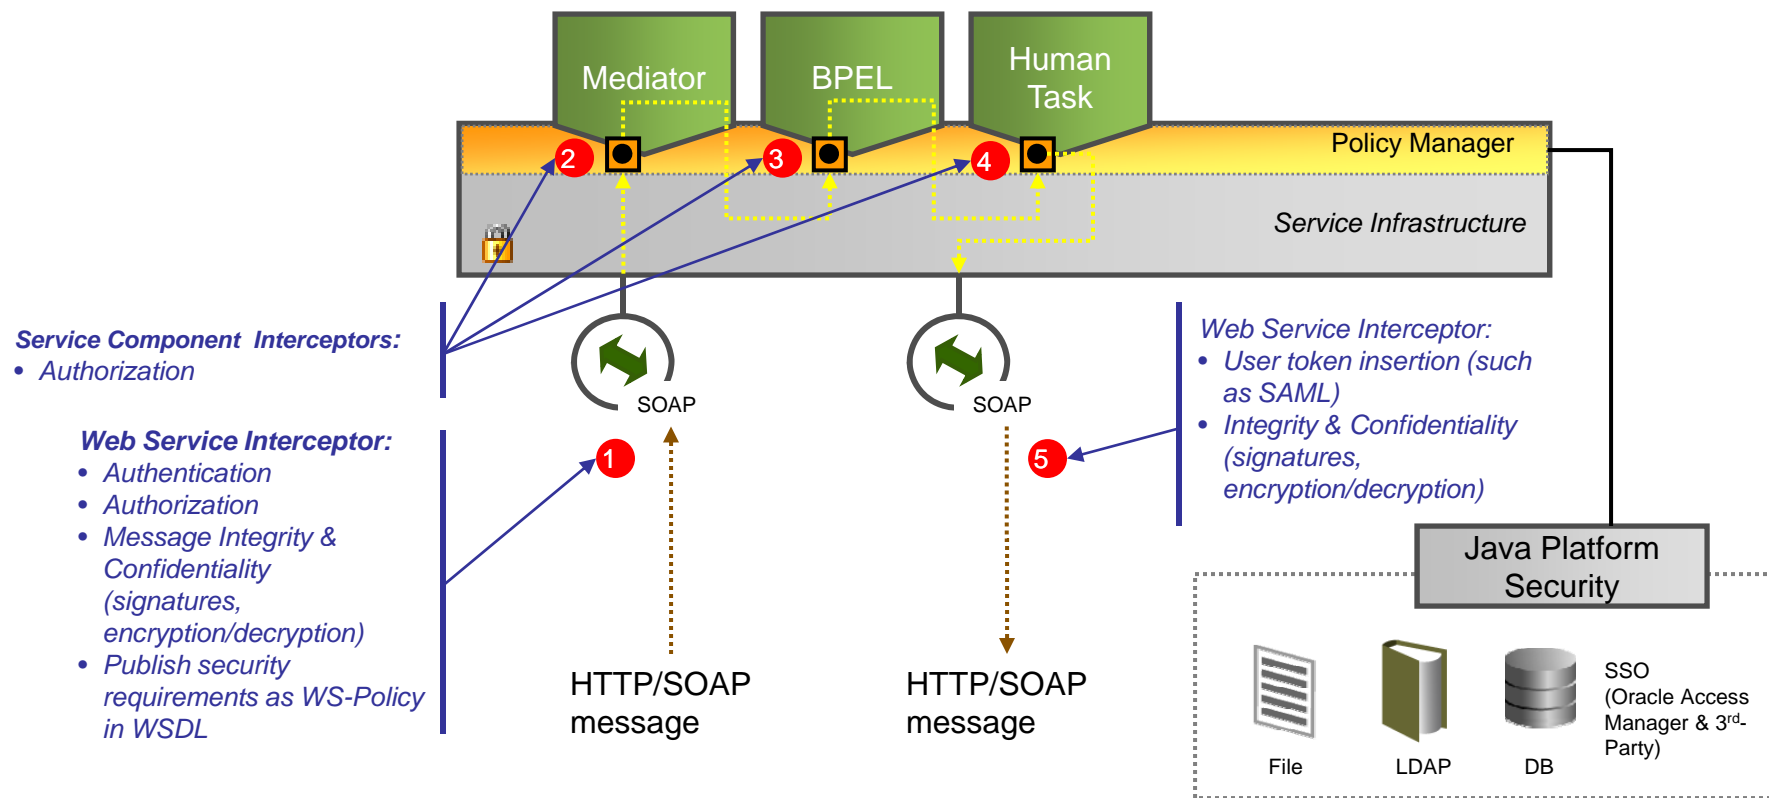 Mediator
BPEL
Human
Task
2
3
4
Policy Manager
Service Infrastructure
Service Component  Interceptors:
• Authorization
SOAP
SOAP
Web Service Interceptor:
• User token insertion (such
as SAML)
• Integrity & Confidentiality
(signatures,
encryption/decryption)
Web Service Interceptor:
• Authentication
• Authorization
• Message Integrity &
Confidentiality
(signatures,
encryption/decryption)
• Publish security
requirements as WS-Policy
in WSDL
1
5
HTTP/SOAP
message
HTTP/SOAP
message
Java Platform
Security
File
LDAP
DB
SSO
(Oracle Access
Manager & 3rd-
Party)